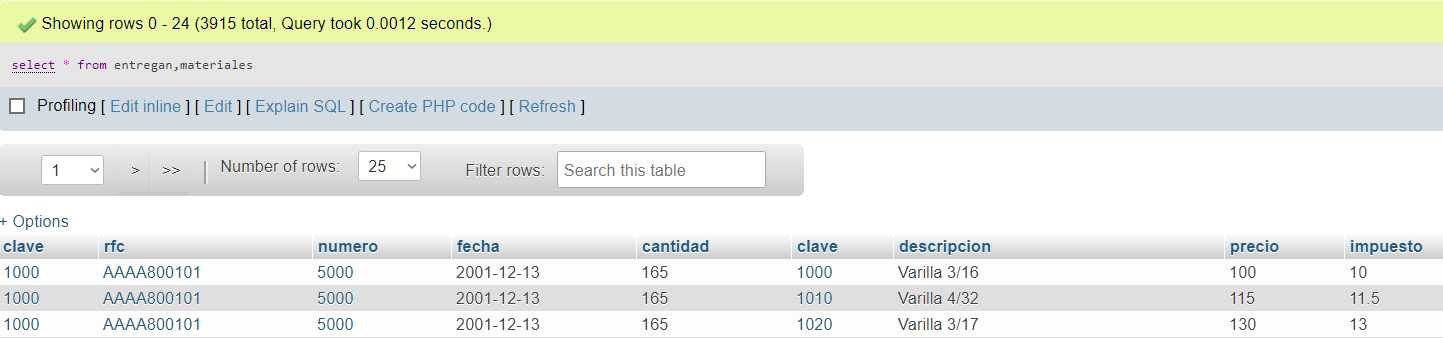 Showing rows 0 - 24 (3915 total, Query took 0.0012 seconds.)
select * from entregan,materiales
Profiling [ Edit inline ] [ Edit ] [ Explain SQL ] [ Create PHP code ] [ Refresh ]
1 > >> | Number of rows: 25 Filter rows: Search this table
+ Options
clave rfc numero fecha cantidad clave descripcion precio impuesto
1000 AAAA800101 5000 2001-12-13 165 1000 Varilla 3/16 100 10
1000 AAAA800101 5000 2001-12-13 165 1010 Varilla 4/32 115 11.5
1000 AAAA800101 5000 2001-12-13 165 1020 Varilla 3/17 130 13